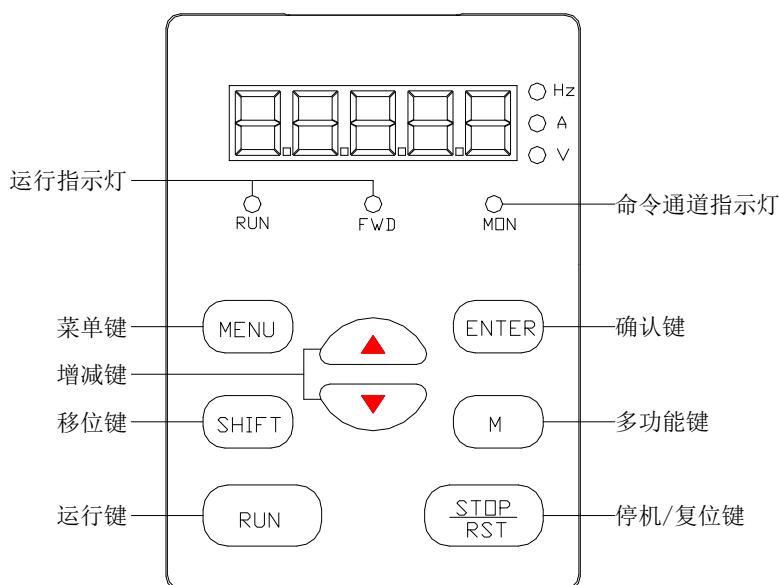 Hz
A
V
运行指示灯
RUN
FWD
MON
命令通道指示灯
菜单键
MENU
ENTER
确认键
增减键
移位键
SHIFT
M
多功能键
运行键
RUN
STOP
RST
停机/复位键